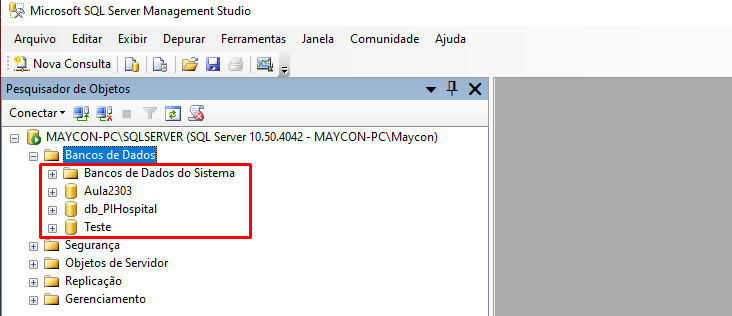 Microsoft SQL Server Management Studio
Arquivo Editar Exibir Depurar Ferramentas Janela Comunidade Ajuda
Nova Consulta
Pesquisador de Objetos
Conectar
MAYCON-PC\SQLSERVER (SQL Server 10.50.4042 - MAYCON-PC\Maycon)
Bancos de Dados
Bancos de Dados do Sistema
Aula2303
db_PIHospital
Teste
Segurança
Objetos de Servidor
Replicação
Gerenciamento